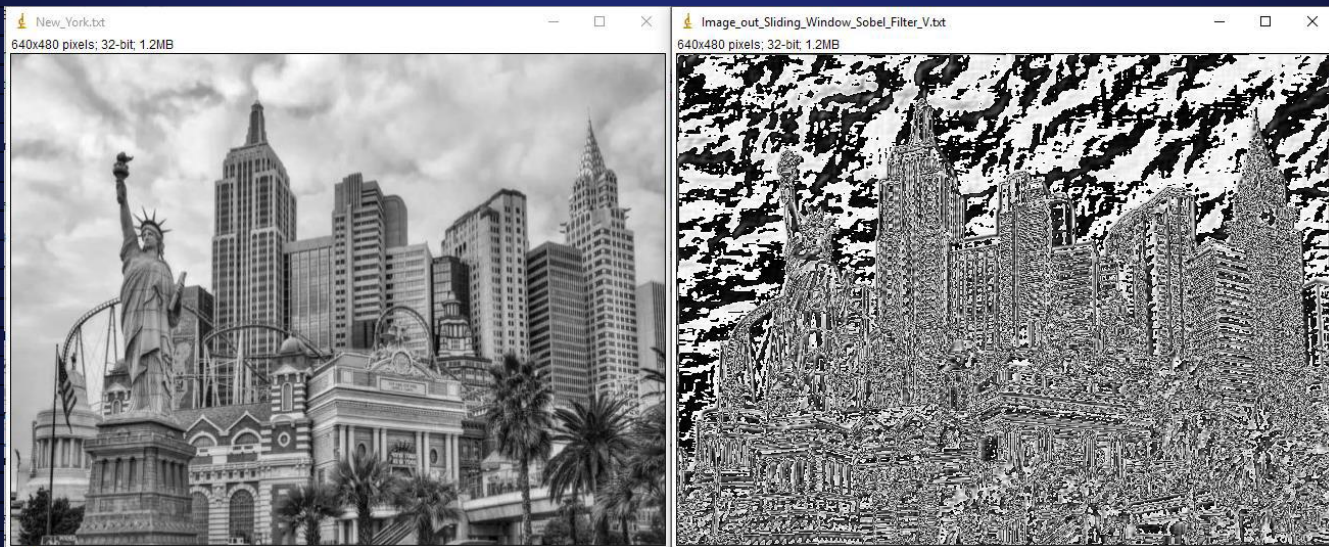 New_York.txt
640x480 pixels; 32-bit; 1.2MB
Image_out_Sliding_Window_Sobel_Filter_V.txt
640x480 pixels; 32-bit; 1.2MB